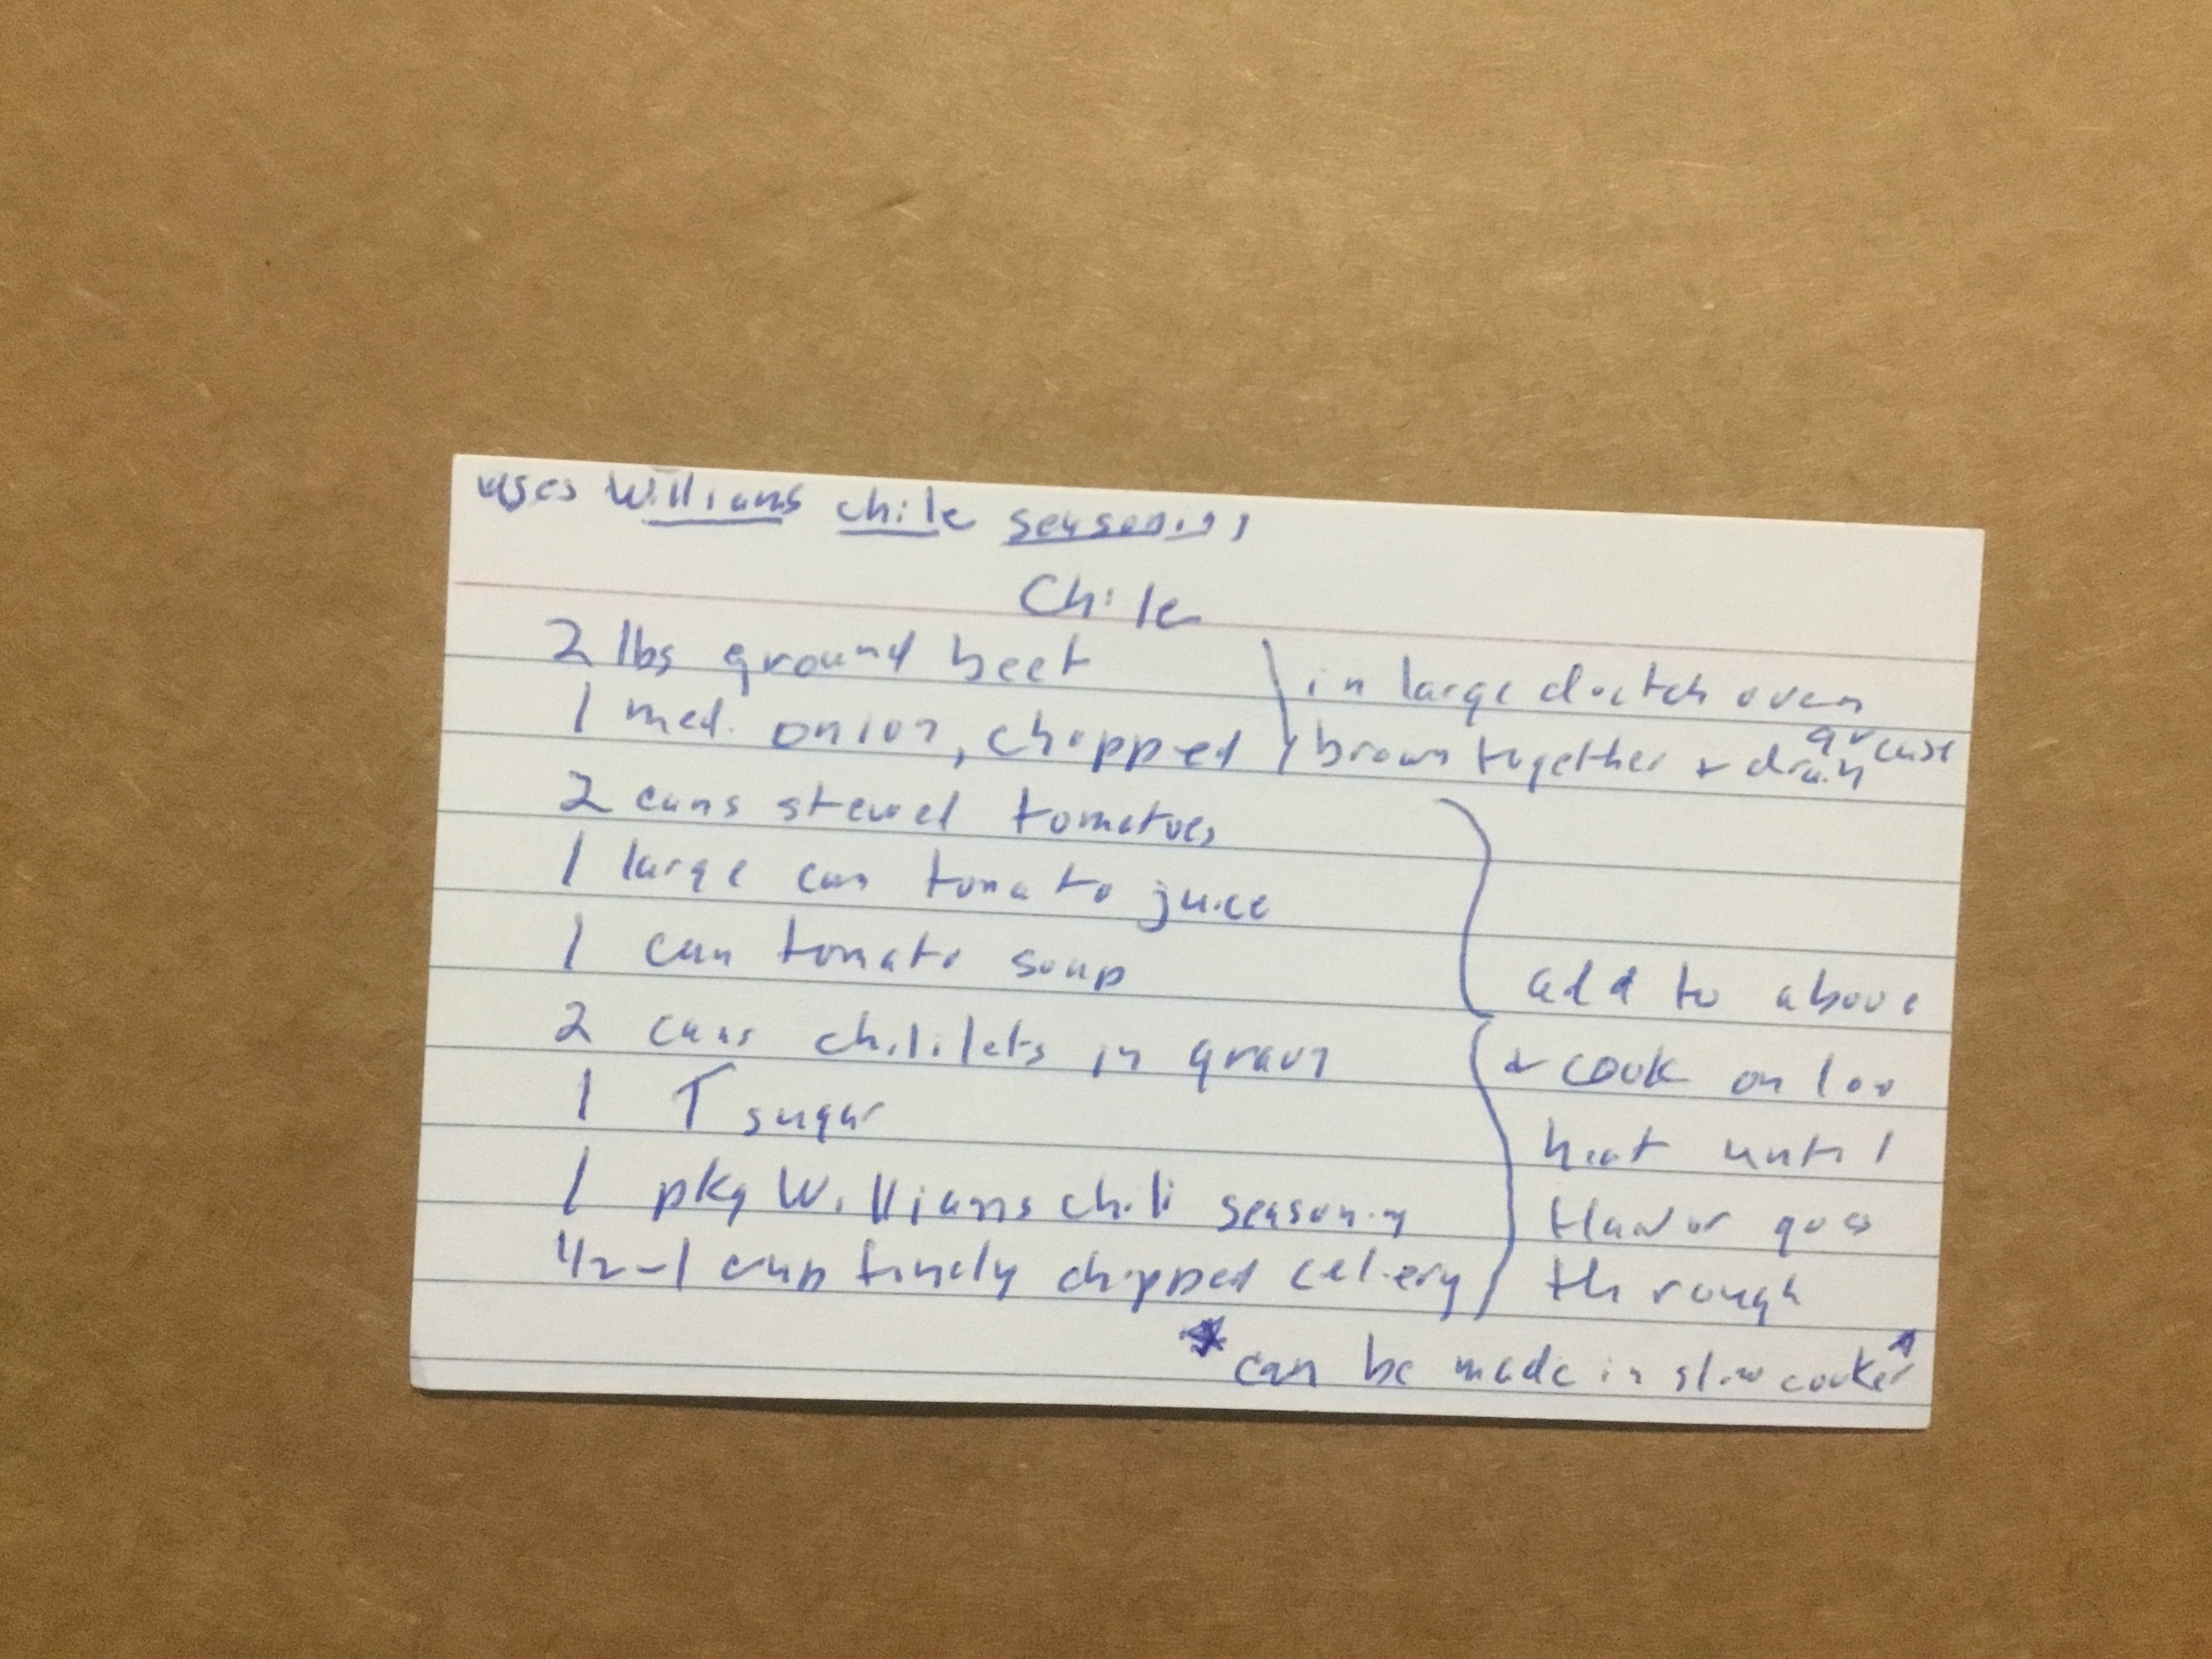 uses Williams chile seasoning
Chile
2 lbs ground beef
in large dutch oven
1 med. onion, chopped
brown together + drain grease
2 cans stewed tomatoes
1 large can tomato juice
1 can tomato soup
add to above
2 cans chililets in gravy
+ cook on low
1 T sugar
heat until
1 pkg Williams chili seasoning
flavor goes
1/2-1 cup finely chopped celery
through
*can be made in slow cooker*